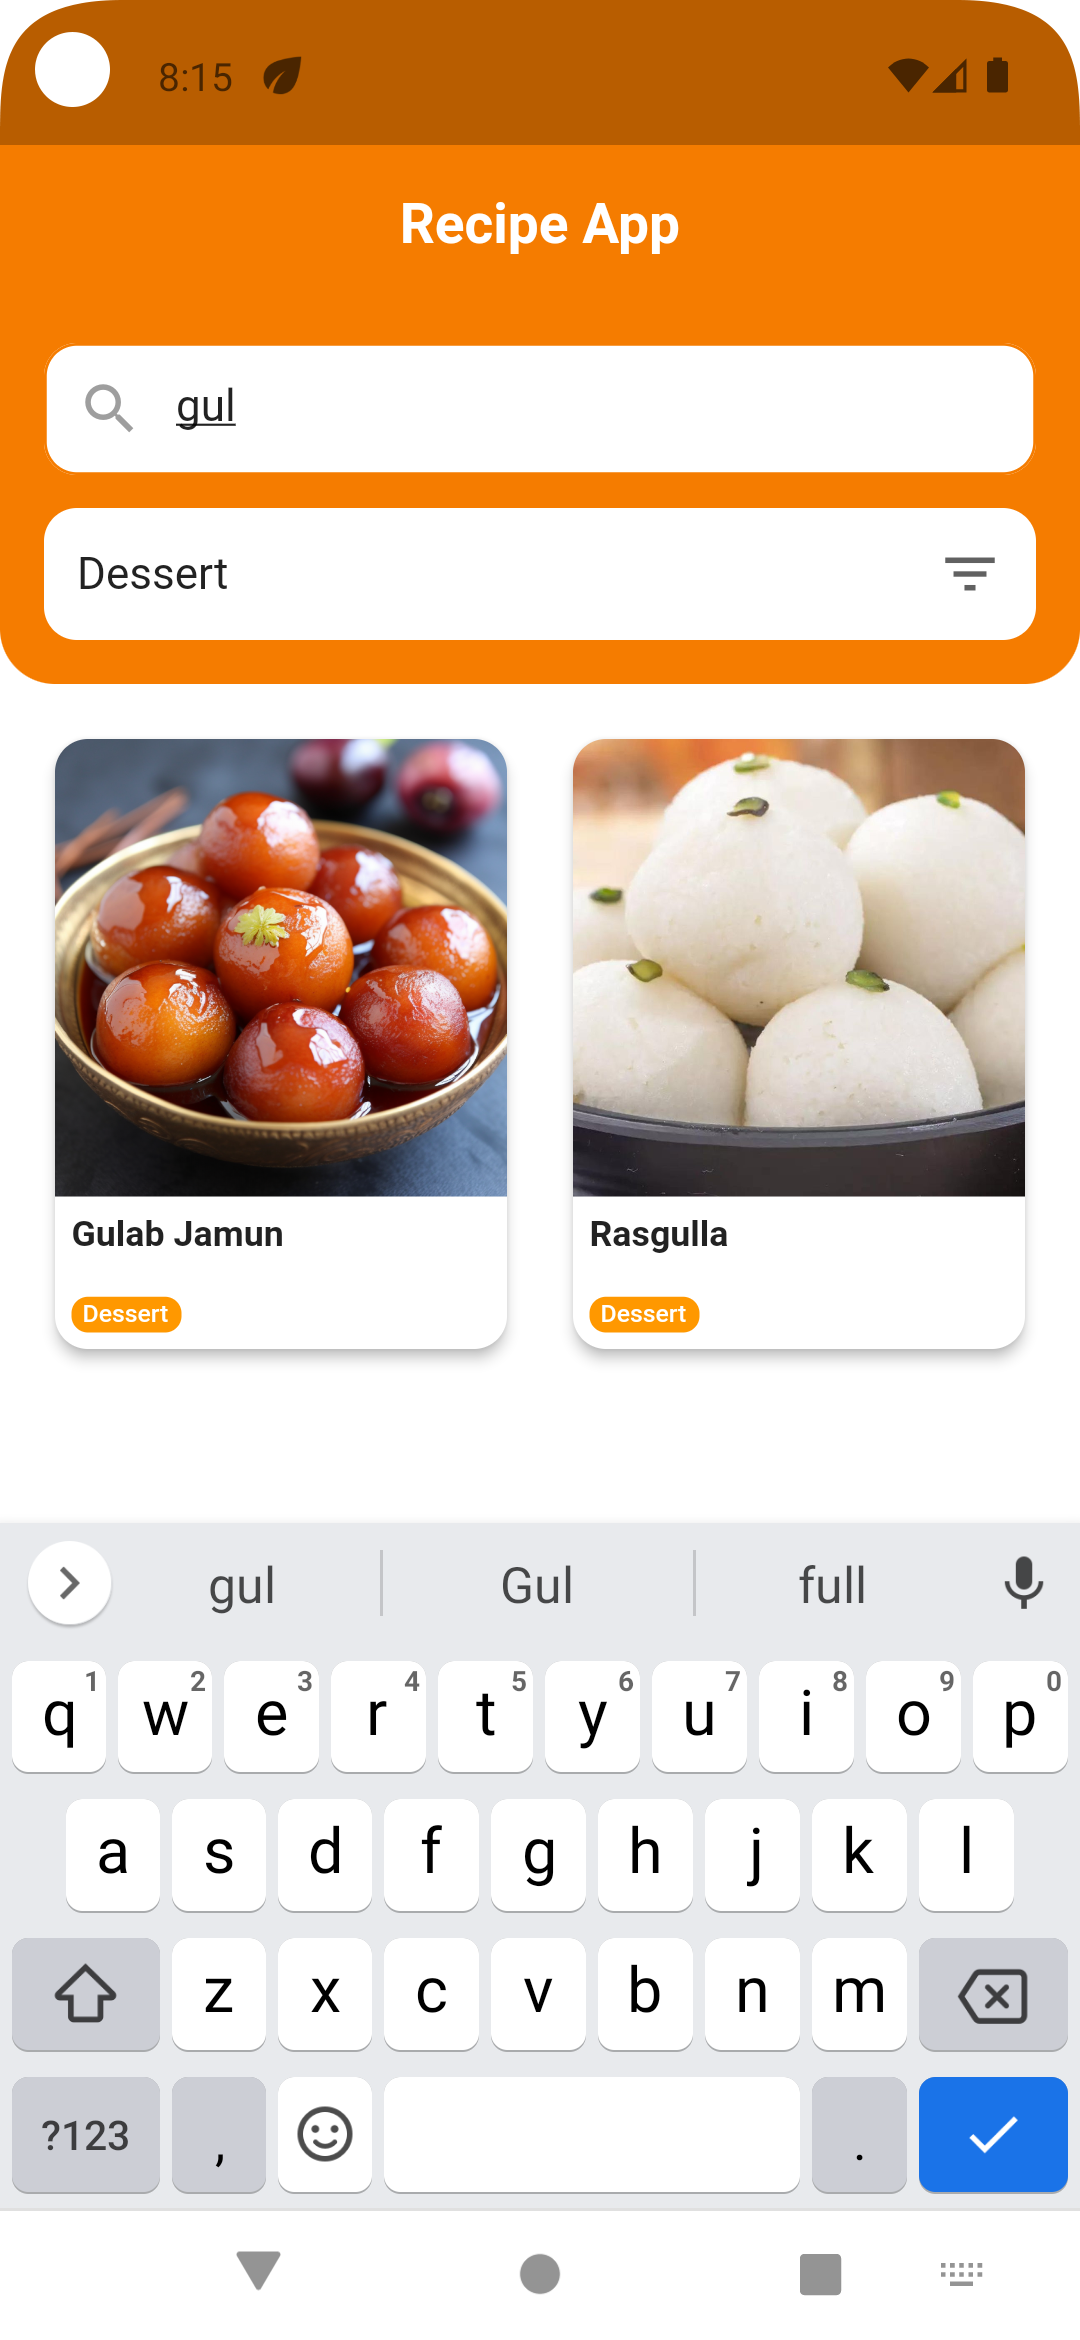 8:15
Recipe App
gul
Dessert
Gulab Jamun
Rasgulla
Dessert
Dessert
gul
Gul
full
q 1 w 2 e 3 r 4 t 5 y 6 u 7 i 8 o 9 p 0
a s d f g h j k l
z x c v b n m
?123 , .